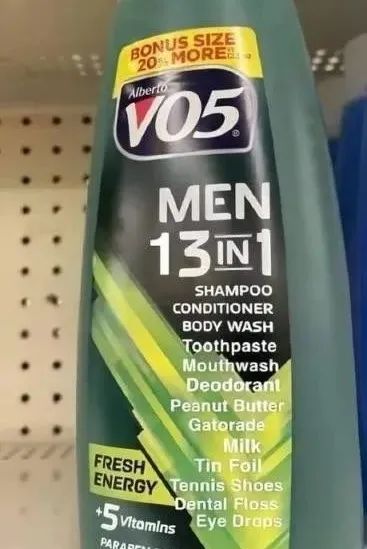 BONUS SIZE
20% MORE
Alberto
VO5®
MEN
13 IN 1
SHAMPOO
CONDITIONER
BODY WASH
Toothpaste
Mouthwash
Deodorant
Peanut Butter
Gatorade
Milk
Tin Foil
Tennis Shoes
Dental Floss
Eye Drops
FRESH
ENERGY
+5 Vitamins